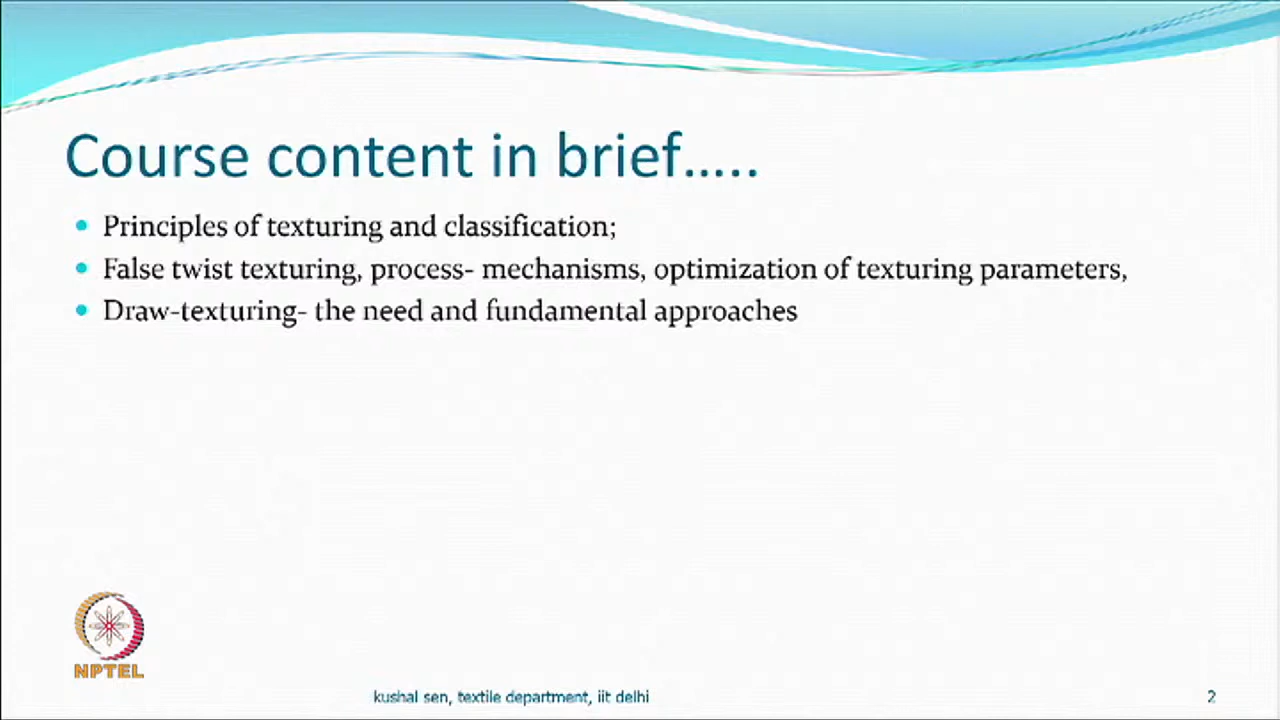 Course content in brief.....
Principles of texturing and classification;
False twist texturing, process- mechanisms, optimization of texturing parameters,
Draw-texturing- the need and fundamental approaches
NPTEL
kushal sen, textile department, iit delhi
2